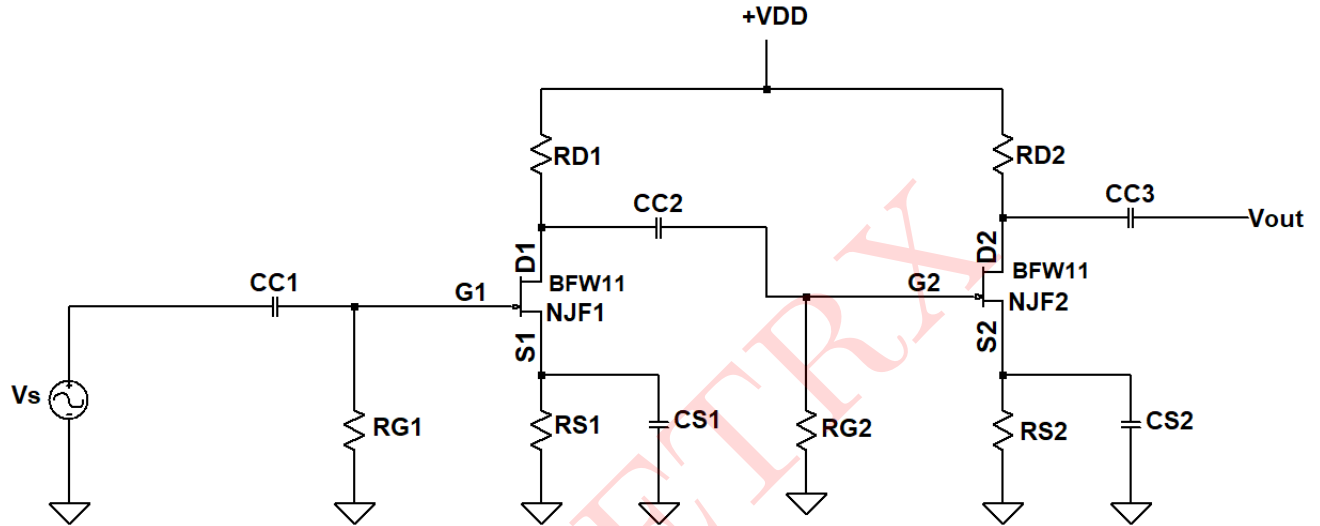 +VDD
RD1
RD2
CC2
CC3
Vout
D1
D2
BFW11
BFW11
CC1
G1
G2
NJF1
NJF2
S1
S2
Vs
RG1
RS1
CS1
RG2
RS2
CS2
ETRX